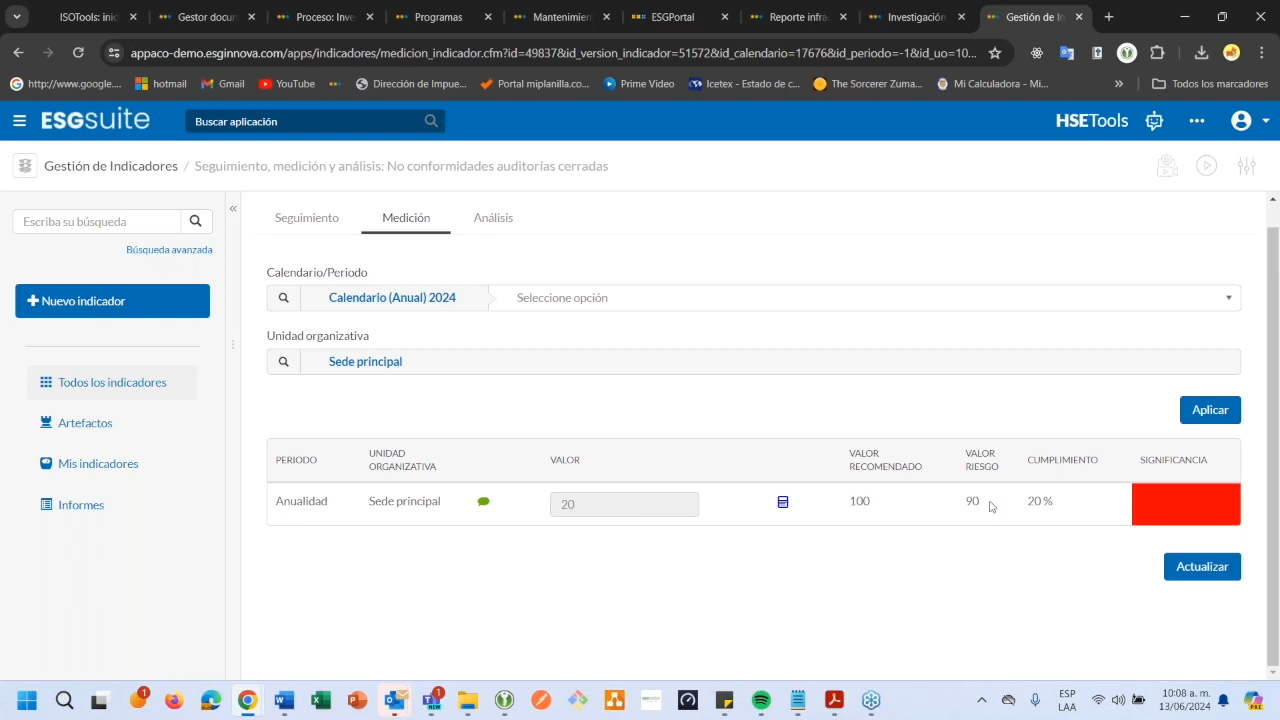 ISOTools: inic
Gestor docum
Proceso: Inve
Programas
Mantenimien
ESGPortal
Reporte infra
Investigación
Gestión de In
appaco-demo.esginnova.com/apps/indicadores/medicion_indicador.cfm?id=49837&id_version_indicador=51572&id_calendario=17676&id_periodo=-1&id_uo=10...
http://www.google....
hotmail
Gmail
YouTube
Dirección de Impue...
Portal miplanilla.co...
Prime Video
Icetex - Estado de c...
The Sorcerer Zuma...
Mi Calculadora - Mi...
»
Todos los marcadores
ESGsuite
Buscar aplicación
HSETools
Gestión de Indicadores / Seguimiento, medición y análisis: No conformidades auditorías cerradas
Escriba su búsqueda
Búsqueda avanzada
+ Nuevo indicador
Todos los indicadores
Artefactos
Mis indicadores
Informes
«
Seguimiento
Medición
Análisis
Calendario/Periodo
Calendario (Anual) 2024
Seleccione opción
Unidad organizativa
Sede principal
Aplicar
PERIODO
UNIDAD
ORGANIZATIVA
VALOR
VALOR
RECOMENDADO
VALOR
RIESGO
CUMPLIMIENTO
SIGNIFICANCIA
Anualidad
Sede principal
20
100
90
20 %
Actualizar
1
1
ESP
LAA
10:08 a. m.
13/06/2024